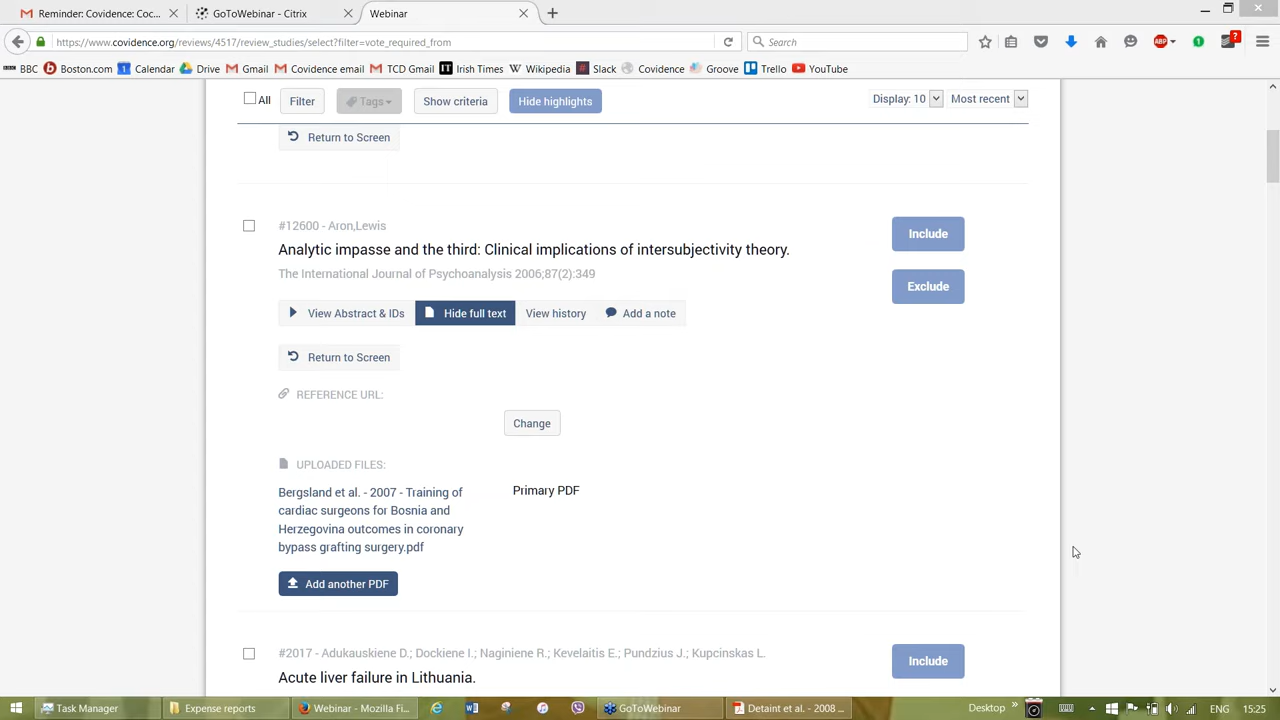 Reminder: Covidence: Coc...
GoToWebinar - Citrix
Webinar
https://www.covidence.org/reviews/4517/review_studies/select?filter=vote_required_from
Search
ABP
1
?
BBC
Boston.com
Calendar
Drive
Gmail
Covidence email
TCD Gmail
Irish Times
Wikipedia
Slack
Covidence
Groove
Trello
YouTube
All
Filter
Tags
Show criteria
Hide highlights
Display: 10
Most recent
Return to Screen
#12600 - Aron,Lewis
Include
Analytic impasse and the third: Clinical implications of intersubjectivity theory.
The International Journal of Psychoanalysis 2006;87(2):349
Exclude
View Abstract & IDs
Hide full text
View history
Add a note
Return to Screen
REFERENCE URL:
Change
UPLOADED FILES:
Bergsland et al. - 2007 - Training of
cardiac surgeons for Bosnia and
Herzegovina outcomes in coronary
bypass grafting surgery.pdf
Primary PDF
Add another PDF
#2017 - Adukauskiene D.; Dockiene I.; Naginiene R.; Kevelaitis E.; Pundzius J.; Kupcinskas L.
Include
Acute liver failure in Lithuania.
Task Manager
Expense reports
Webinar - Mozilla Fi...
GoToWebinar
Detaint et al. - 2008 ...
Desktop
ENG
15:25